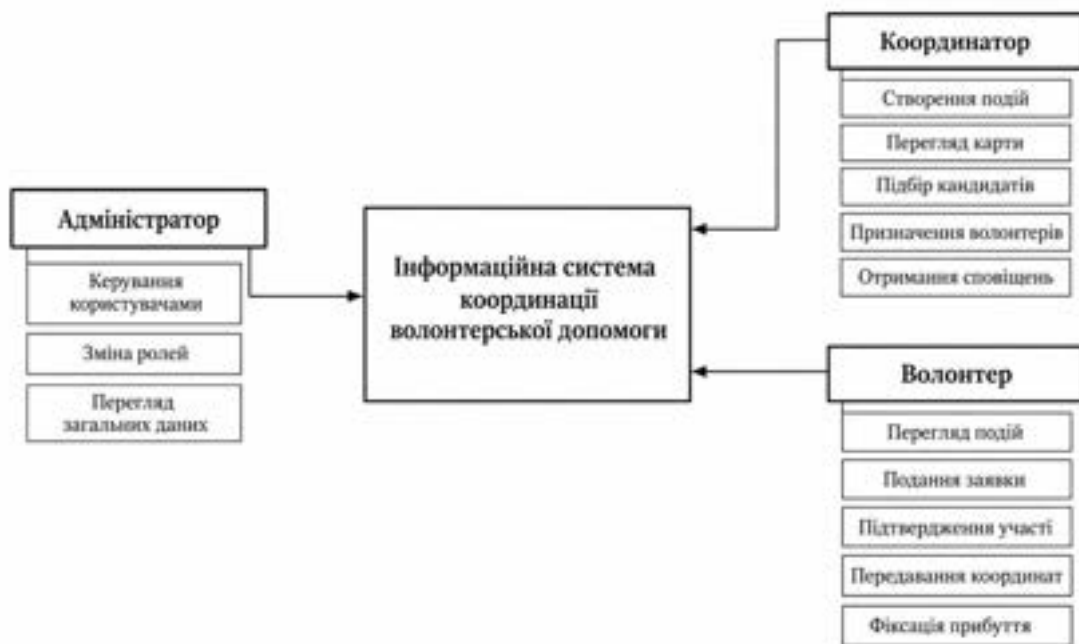 Адміністратор
Керування
користувачами
Зміна ролей
Перегляд
загальних даних
Інформаційна система
координації
волонтерської допомоги
Координатор
Створення подій
Перегляд карти
Підбір кандидатів
Призначення волонтерів
Отримання сповіщень
Волонтер
Перегляд подій
Подання заявки
Підтвердження участі
Передавання координат
Фіксація прибуття